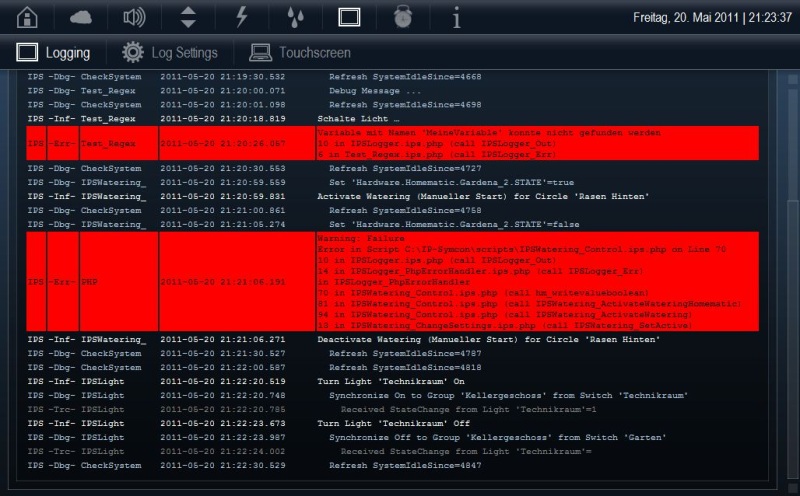 Freitag, 20. Mai 2011 | 21:23:37
Logging Log Settings Touchscreen
IPS -Dbg- CheckSystem 2011-05-20 21:19:30.532 Refresh SystemIdleSince=4668
IPS -Dbg- Test_Regex 2011-05-20 21:20:00.071 Debug Message ...
IPS -Dbg- CheckSystem 2011-05-20 21:20:01.098 Refresh SystemIdleSince=4698
IPS -Inf- Test_Regex 2011-05-20 21:20:18.819 Schalte Licht …
Variable mit Namen 'MeineVariable' konnte nicht gefunden werden
IPS -Err- Test_Regex 2011-05-20 21:20:26.057 10 in IPSLogger.ips.php (call IPSLogger_Out)
6 in Test_Regex.ips.php (call IPSLogger_Err)
IPS -Dbg- CheckSystem 2011-05-20 21:20:30.553 Refresh SystemIdleSince=4727
IPS -Dbg- IPSWatering_ 2011-05-20 21:20:59.559 Set 'Hardware.Homematic.Gardena_2.STATE'=true
IPS -Inf- IPSWatering_ 2011-05-20 21:20:59.831 Activate Watering (Manueller Start) for Circle 'Rasen Hinten'
IPS -Dbg- CheckSystem 2011-05-20 21:21:00.861 Refresh SystemIdleSince=4758
IPS -Dbg- IPSWatering_ 2011-05-20 21:21:05.274 Set 'Hardware.Homematic.Gardena_2.STATE'=false
Warning: Failure
Error in Script C:\IP-Symcon\scripts\IPSWatering_Control.ips.php on Line 70
10 in IPSLogger.ips.php (call IPSLogger_Out)
14 in IPSLogger_PhpErrorHandler.ips.php (call IPSLogger_Err)
IPS -Err- PHP 2011-05-20 21:21:06.191 in IPSLogger_PhpErrorHandler
70 in IPSWatering_Control.ips.php (call hm_writevalueboolean)
81 in IPSWatering_Control.ips.php (call IPSWatering_ActivateWateringHomematic)
94 in IPSWatering_Control.ips.php (call IPSWatering_ActivateWatering)
13 in IPSWatering_ChangeSettings.ips.php (call IPSWatering_SetActive)
IPS -Inf- IPSWatering_ 2011-05-20 21:21:06.271 Deactivate Watering (Manueller Start) for Circle 'Rasen Hinten'
IPS -Dbg- CheckSystem 2011-05-20 21:21:30.527 Refresh SystemIdleSince=4787
IPS -Dbg- CheckSystem 2011-05-20 21:22:00.587 Refresh SystemIdleSince=4818
IPS -Inf- IPSLight 2011-05-20 21:22:20.519 Turn Light 'Technikraum' On
IPS -Dbg- IPSLight 2011-05-20 21:22:20.748 Synchronize On to Group 'Kellergeschoss' from Switch 'Technikraum'
IPS -Trc- IPSLight 2011-05-20 21:22:20.785 Received StateChange from Light 'Technikraum'=1
IPS -Inf- IPSLight 2011-05-20 21:22:23.673 Turn Light 'Technikraum' Off
IPS -Dbg- IPSLight 2011-05-20 21:22:23.987 Synchronize Off to Group 'Kellergeschoss' from Switch 'Garten'
IPS -Trc- IPSLight 2011-05-20 21:22:24.002 Received StateChange from Light 'Technikraum'=
IPS -Dbg- CheckSystem 2011-05-20 21:22:30.529 Refresh SystemIdleSince=4847